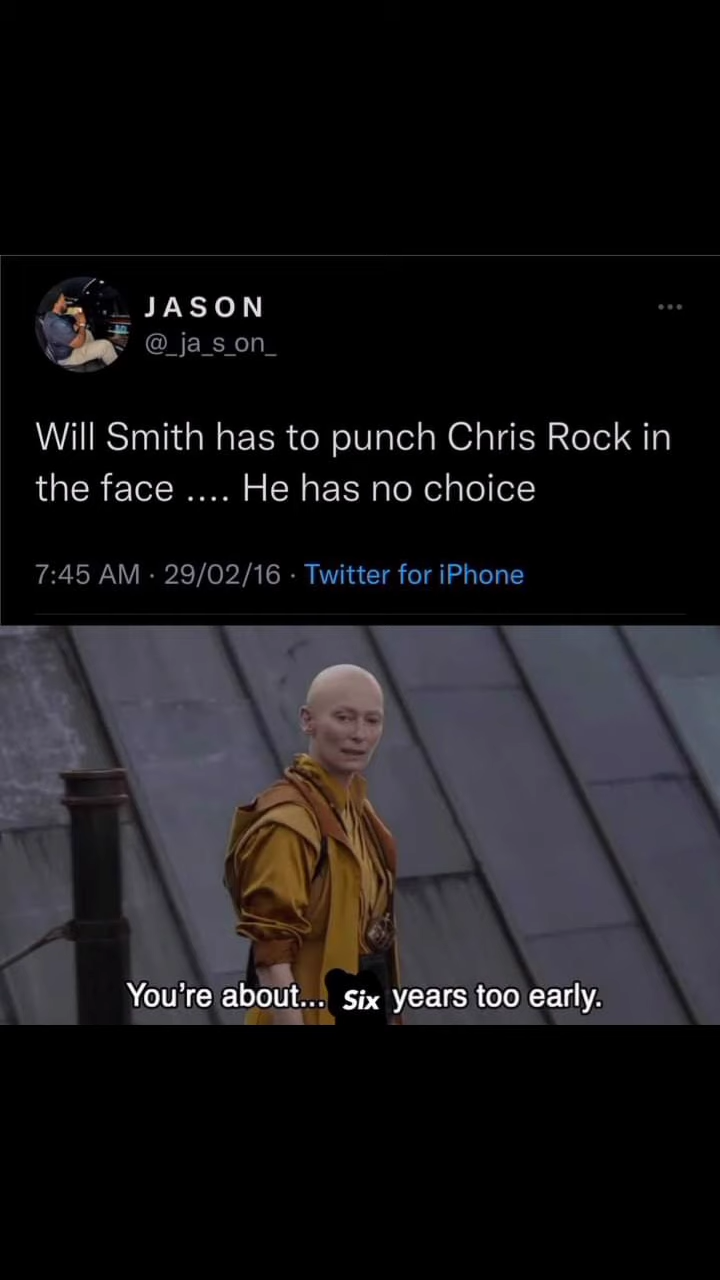 JASON
@_ja_s_on_
Will Smith has to punch Chris Rock in
the face .... He has no choice
7:45 AM · 29/02/16 · Twitter for iPhone
You're about... Six years too early.